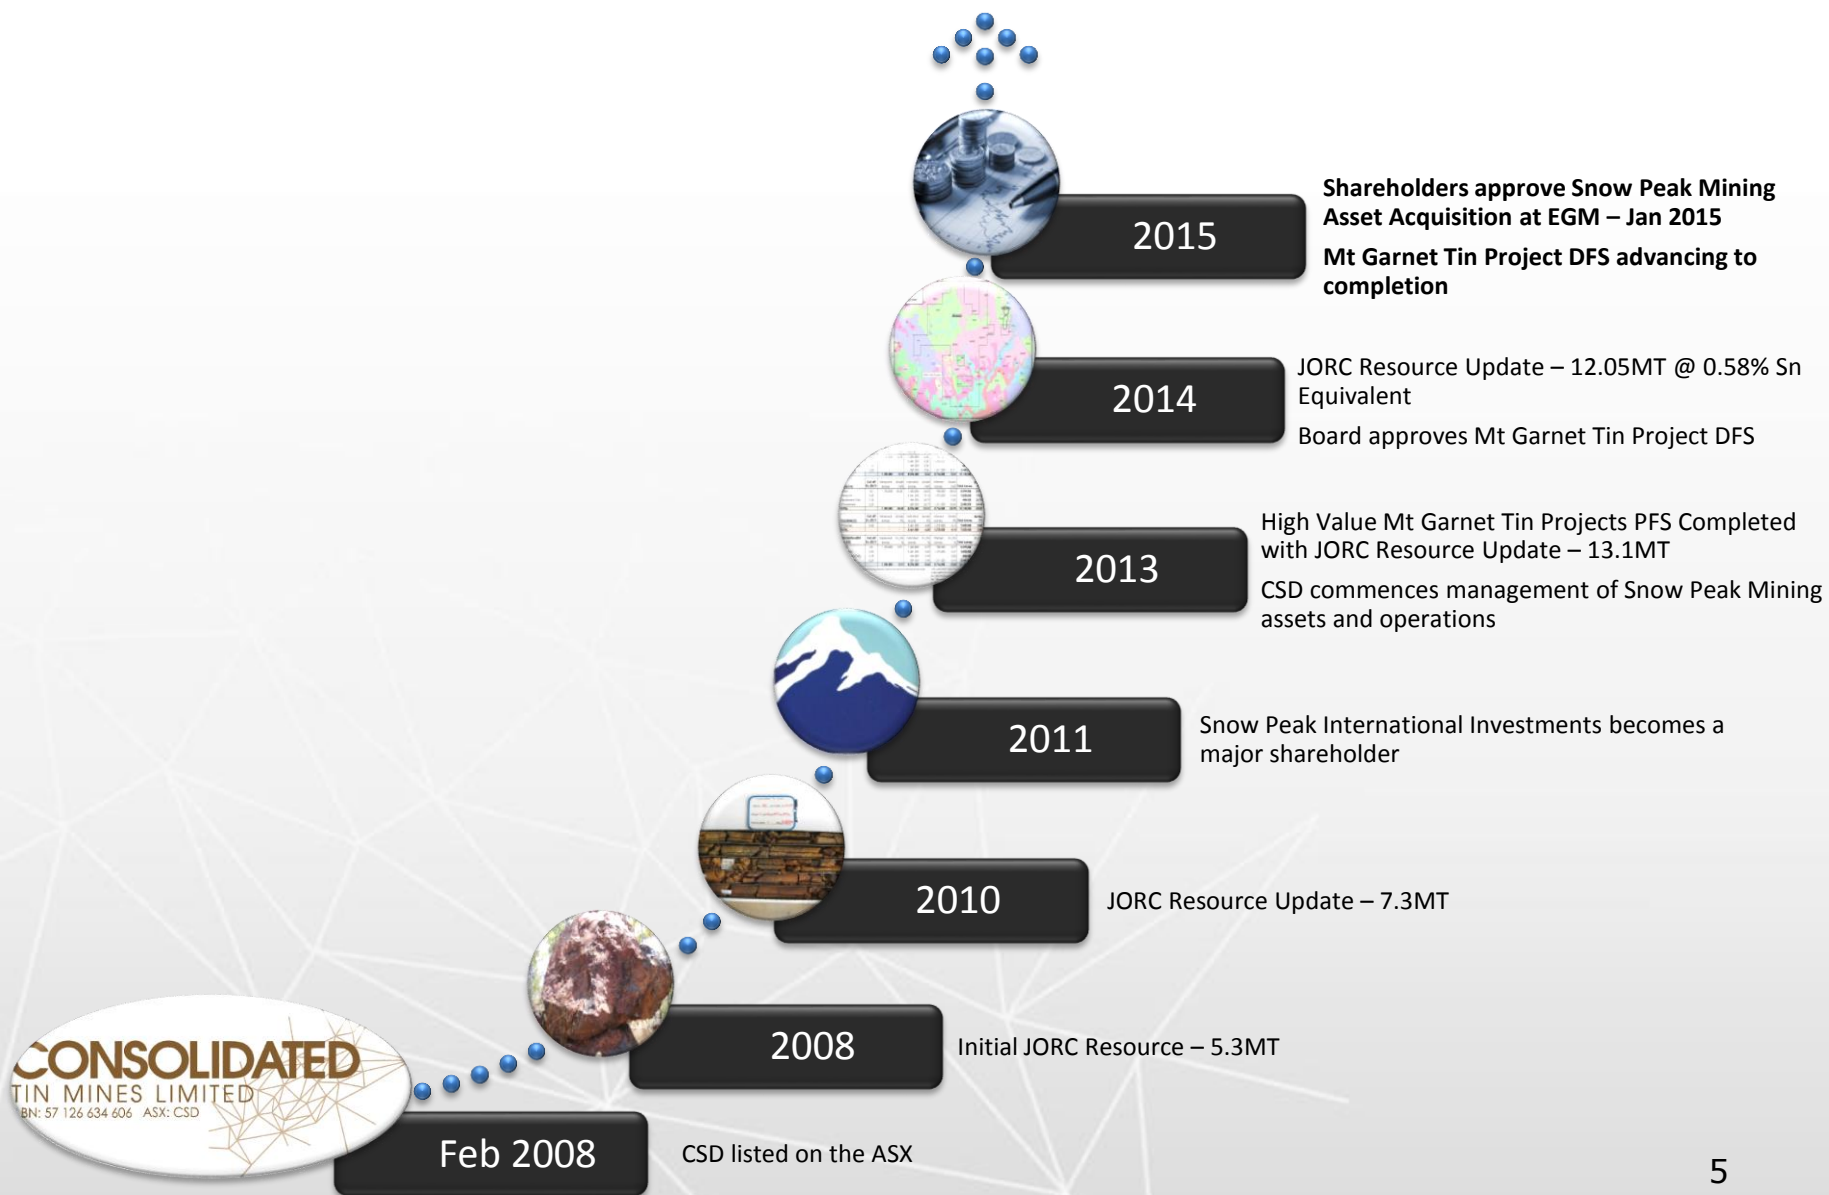 2015
Shareholders approve Snow Peak Mining
Asset Acquisition at EGM – Jan 2015
Mt Garnet Tin Project DFS advancing to
completion
2014
JORC Resource Update – 12.05MT @ 0.58% Sn
Equivalent
Board approves Mt Garnet Tin Project DFS
2013
High Value Mt Garnet Tin Projects PFS Completed
with JORC Resource Update – 13.1MT
CSD commences management of Snow Peak Mining
assets and operations
2011
Snow Peak International Investments becomes a
major shareholder
2010
JORC Resource Update – 7.3MT
2008
Initial JORC Resource – 5.3MT
CONSOLIDATED
TIN MINES LIMITED
BN: 57 126 634 606 ASX: CSD
Feb 2008
CSD listed on the ASX
5